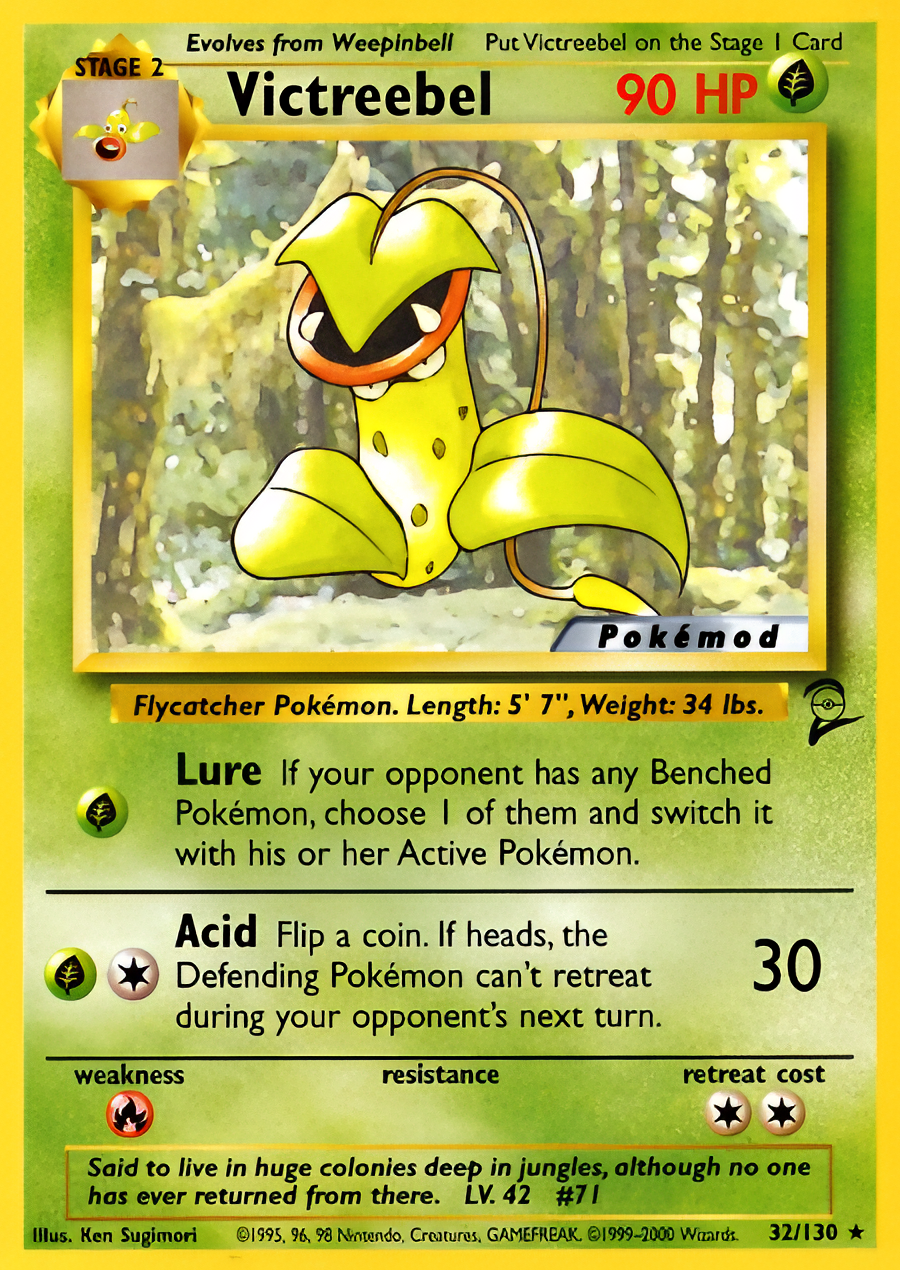 Evolves from Weepinbell Put Victreebel on the Stage 1 Card
STAGE 2
Victreebel 90 HP
Pokémod
Flycatcher Pokémon. Length: 5' 7", Weight: 34 lbs.
Lure If your opponent has any Benched
Pokémon, choose 1 of them and switch it
with his or her Active Pokémon.
Acid Flip a coin. If heads, the
Defending Pokémon can't retreat
during your opponent's next turn.
30
weakness resistance retreat cost
Said to live in huge colonies deep in jungles, although no one
has ever returned from there. LV. 42 #71
Illus. Ken Sugimori ©1995, 96, 98 Nintendo, Creatures, GAMEFREAK. ©1999-2000 Wizards. 32/130 ★